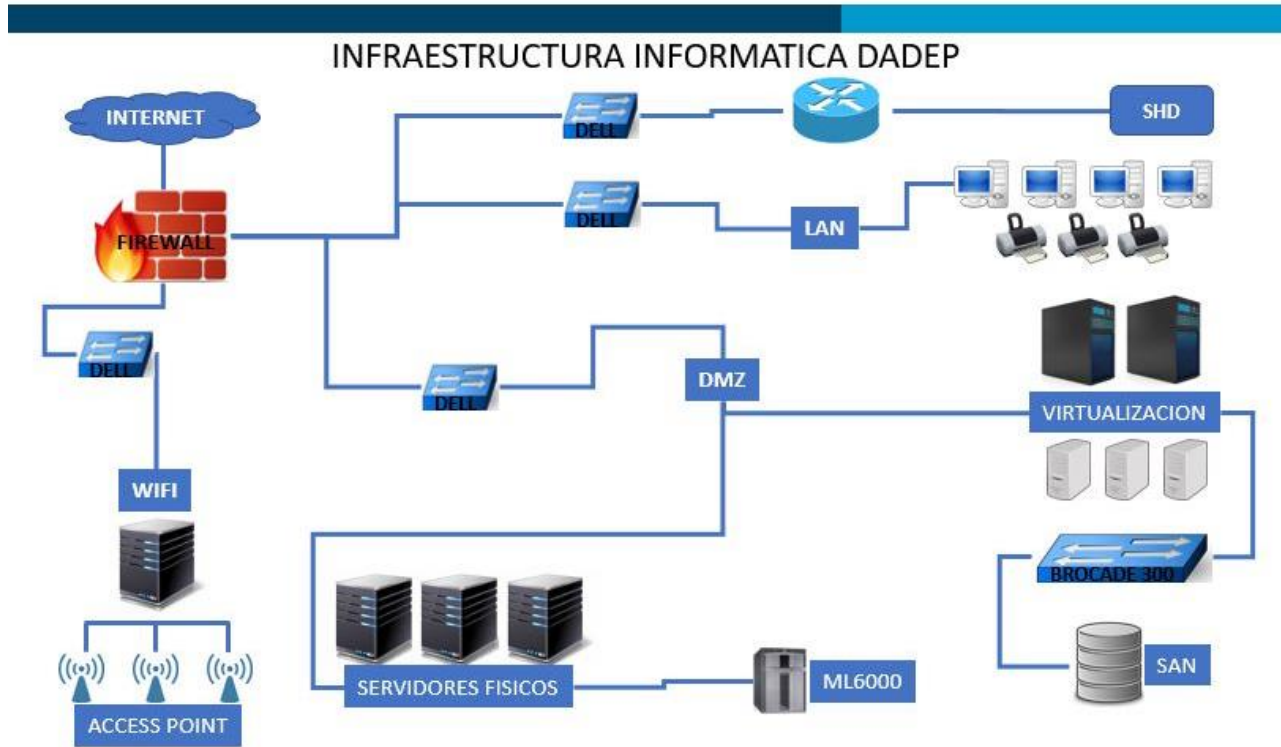 INFRAESTRUCTURA INFORMATICA DADEP
INTERNET
DELL
SHD
FIREWALL
DELL
LAN
DELL
DELL
DMZ
VIRTUALIZACION
WIFI
BROCADE 300
SERVIDORES FISICOS
ML6000
SAN
ACCESS POINT